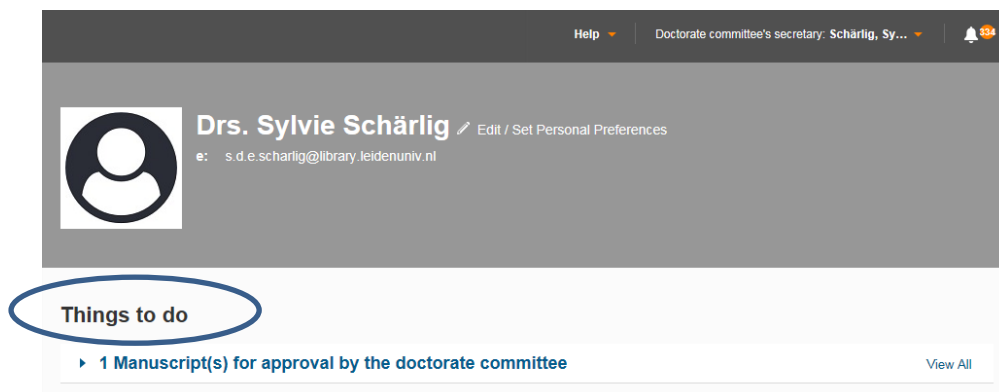 Help Doctorate committee's secretary: Schärlig, Sy... 334
Drs. Sylvie Schärlig Edit / Set Personal Preferences
e: s.d.e.scharlig@library.leidenuniv.nl
Things to do
1 Manuscript(s) for approval by the doctorate committee View All